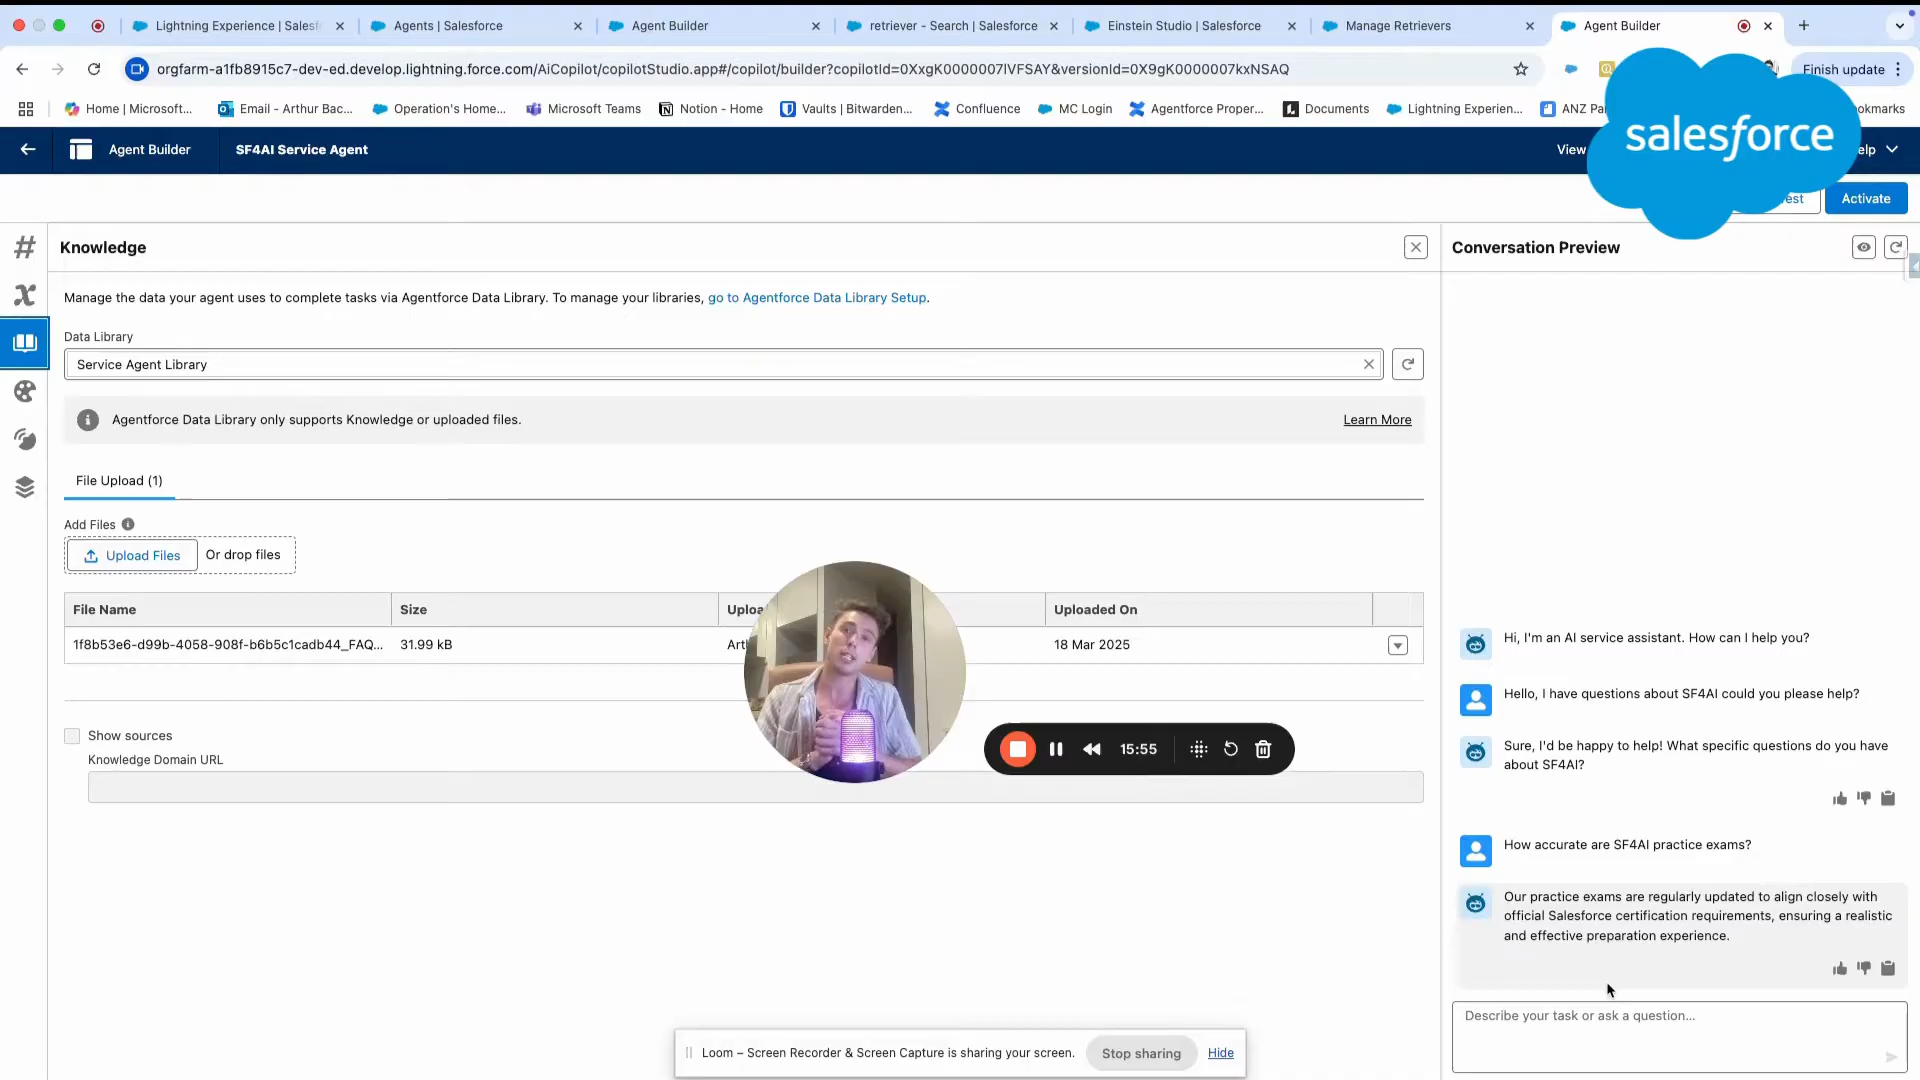 Lightning Experience | Salesf
Agents | Salesforce
Agent Builder
retriever - Search | Salesforce
Einstein Studio | Salesforce
Manage Retrievers
Agent Builder
orgfarm-a1fb8915c7-dev-ed.develop.lightning.force.com/AiCopilot/copilotStudio.app#/copilot/builder?copilotId=0XxgK0000007lVFSAY&versionId=0X9gK0000007kxNSAQ
Finish update
Home | Microsoft...
Email - Arthur Bac...
Operation's Home...
Microsoft Teams
Notion - Home
Vaults | Bitwarden...
Confluence
MC Login
Agentforce Proper...
Documents
Lightning Experien...
ANZ Pa
okmarks
salesforce
Agent Builder
SF4AI Service Agent
View
elp
est
Activate
Knowledge
Conversation Preview
Manage the data your agent uses to complete tasks via Agentforce Data Library. To manage your libraries, go to Agentforce Data Library Setup.
Data Library
Service Agent Library
Agentforce Data Library only supports Knowledge or uploaded files.
Learn More
File Upload (1)
Add Files
Upload Files
Or drop files
File Name
Size
Uploa
Uploaded On
1f8b53e6-d99b-4058-908f-b6b5c1cadb44_FAQ...
31.99 kB
Art
18 Mar 2025
Show sources
Knowledge Domain URL
15:55
Hi, I'm an AI service assistant. How can I help you?
Hello, I have questions about SF4AI could you please help?
Sure, I'd be happy to help! What specific questions do you have
about SF4AI?
How accurate are SF4AI practice exams?
Our practice exams are regularly updated to align closely with
official Salesforce certification requirements, ensuring a realistic
and effective preparation experience.
Describe your task or ask a question...
Loom – Screen Recorder & Screen Capture is sharing your screen.
Stop sharing
Hide